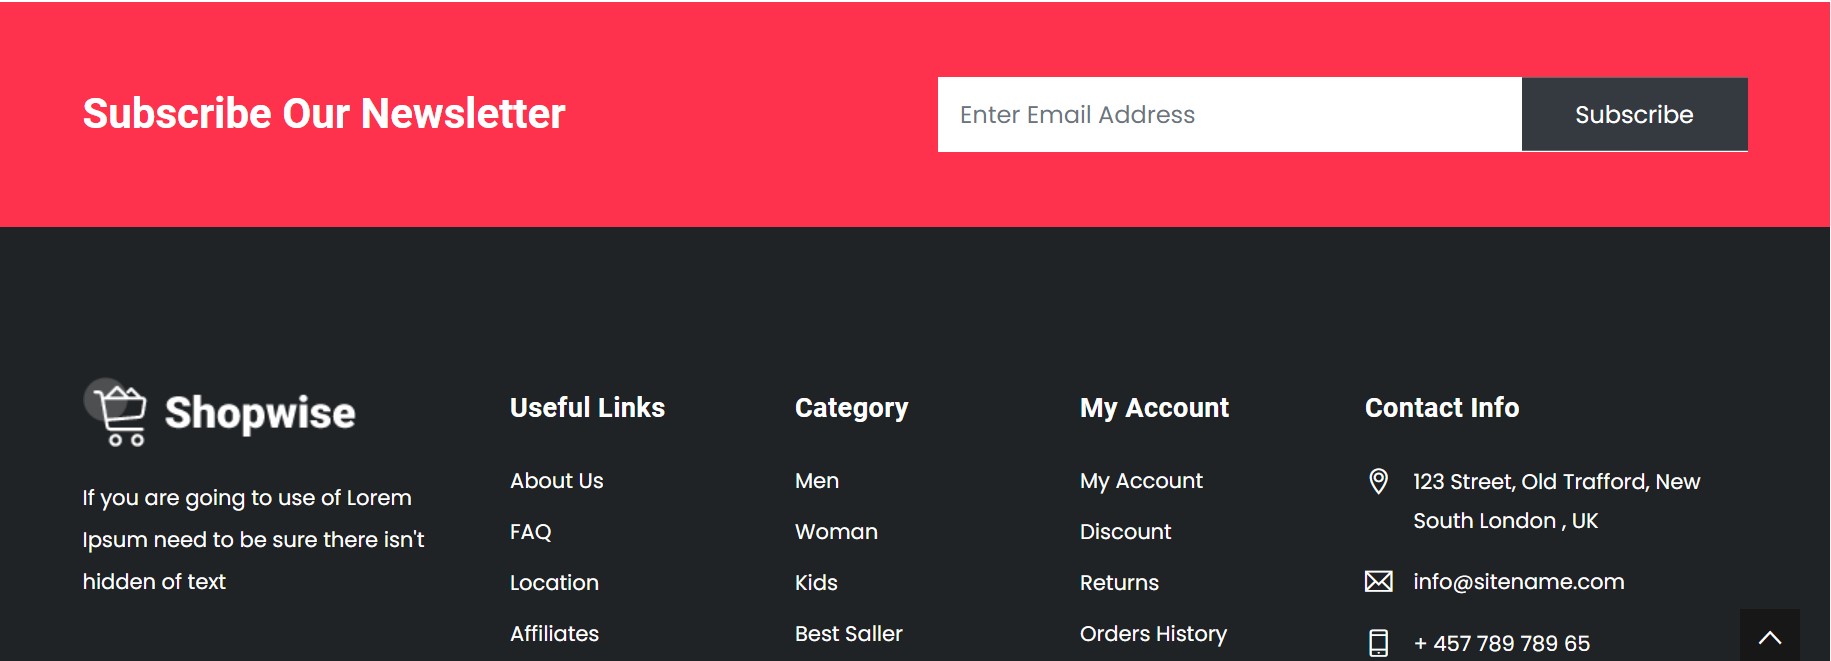 Subscribe Our Newsletter
Enter Email Address
Subscribe
Shopwise
If you are going to use of Lorem
Ipsum need to be sure there isn't
hidden of text
Useful Links
About Us
FAQ
Location
Affiliates
Category
Men
Woman
Kids
Best Saller
My Account
My Account
Discount
Returns
Orders History
Contact Info
123 Street, Old Trafford, New
South London , UK
info@sitename.com
+ 457 789 789 65